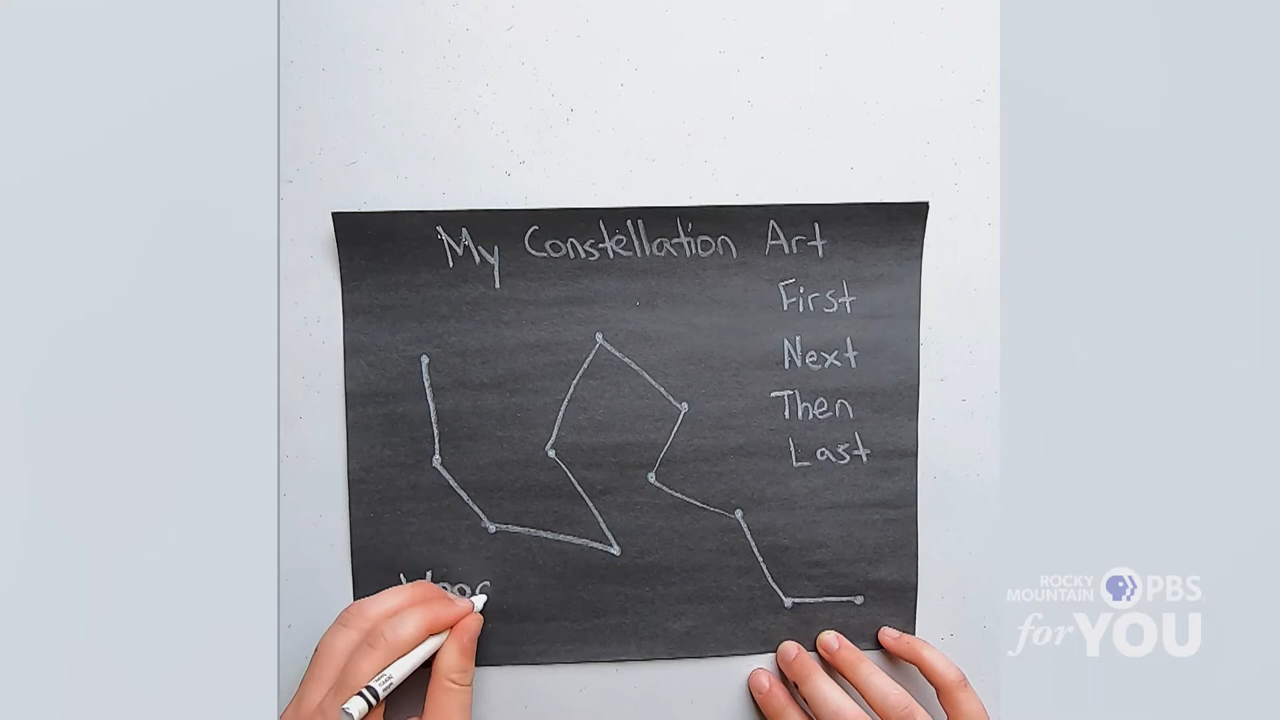 My Constellation Art
First
Next
Then
Last
ROCKY
MOUNTAIN PBS
for YOU